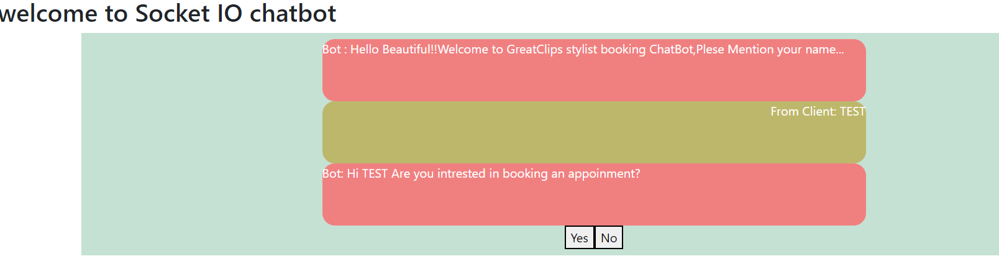 welcome to Socket IO chatbot
Bot : Hello Beautiful!!Welcome to GreatClips stylist booking ChatBot,Plese Mention your name...
From Client: TEST
Bot: Hi TEST Are you intrested in booking an appoinment?
Yes No